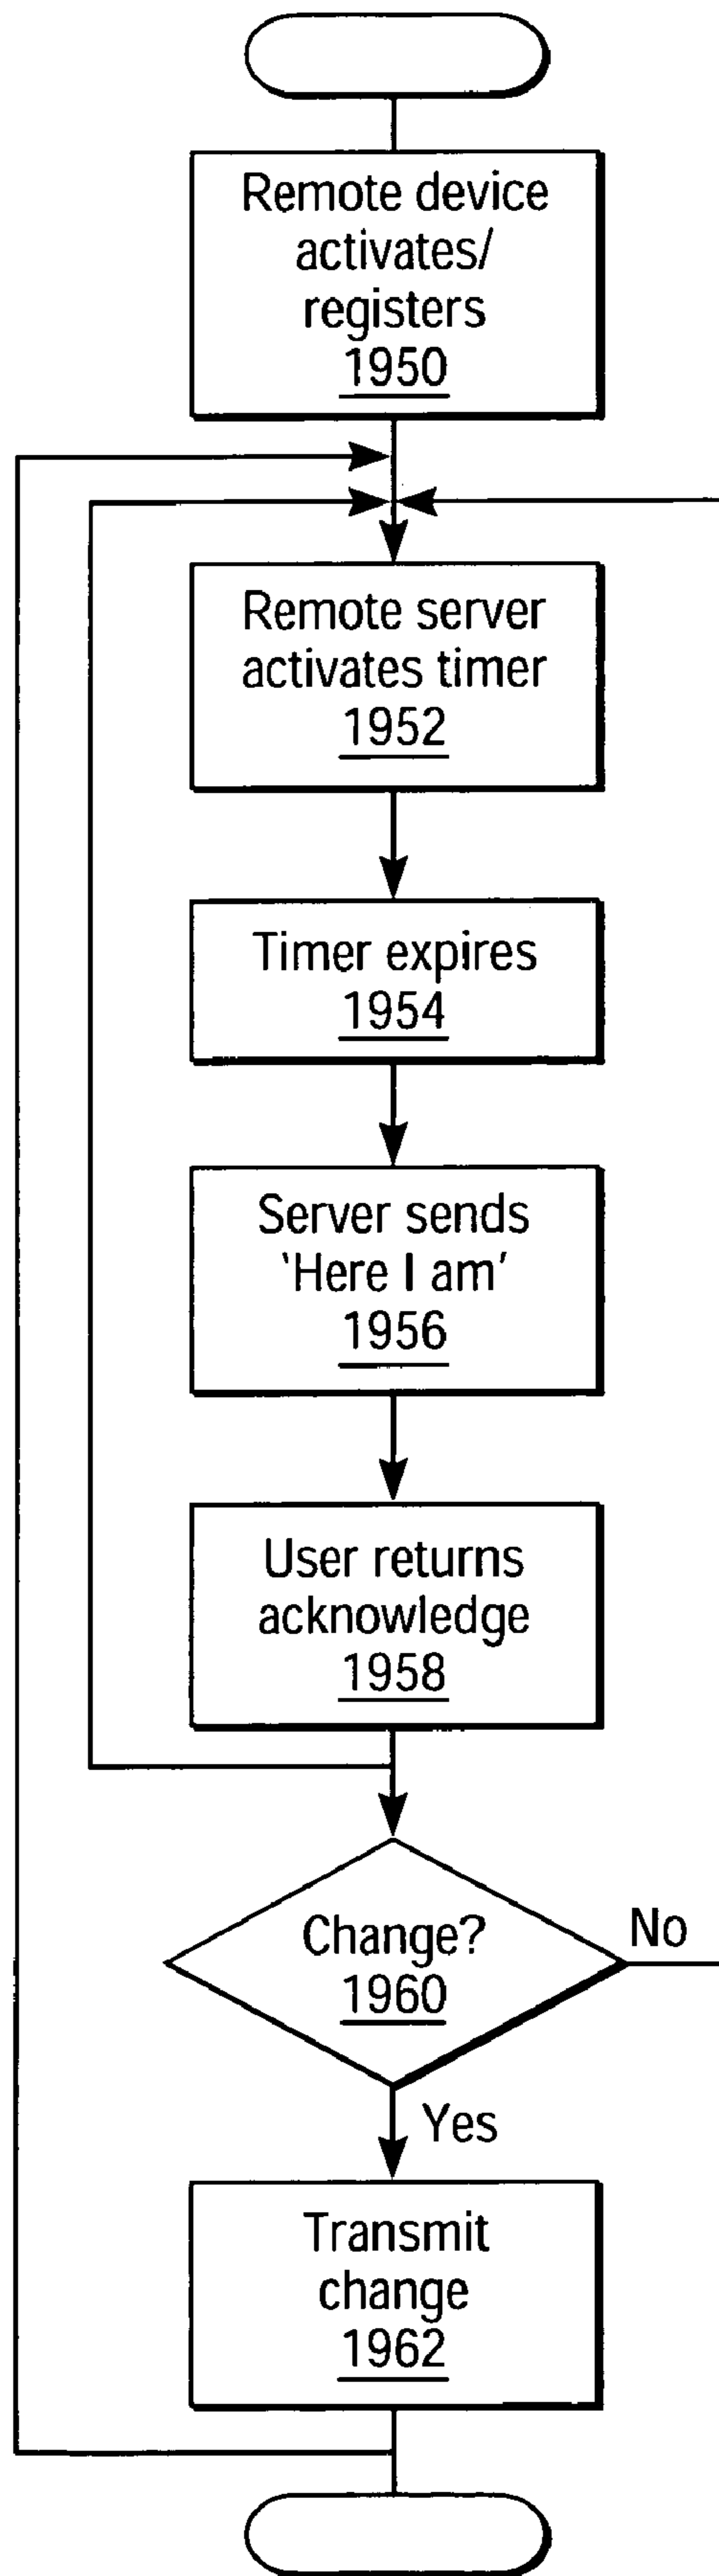 Remote device
activates/
registers
1950
Remote server
activates timer
1952
Timer expires
1954
Server sends
'Here I am'
1956
User returns
acknowledge
1958
Change?
1960
No
Yes
Transmit
change
1962